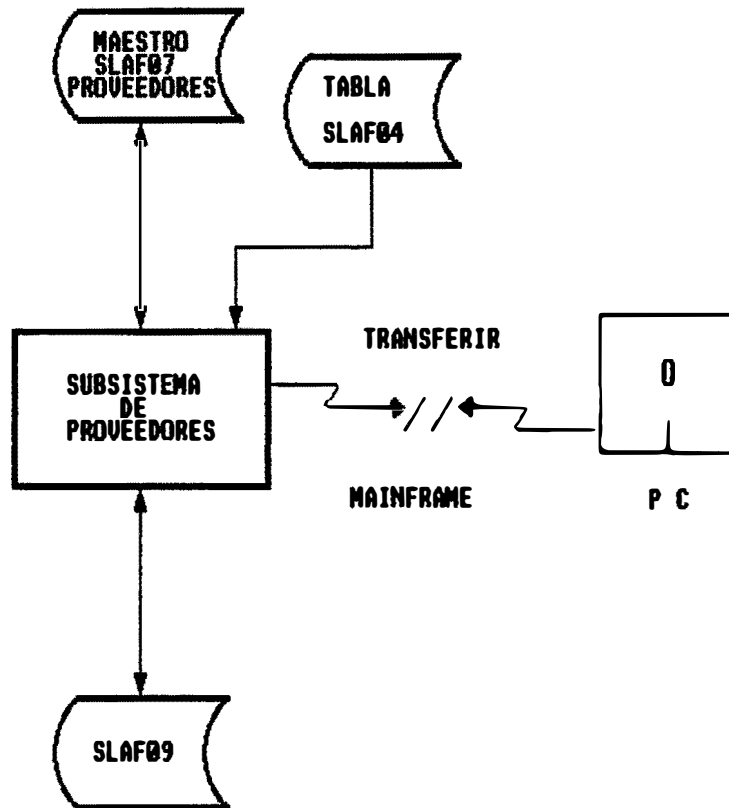 MAESTRO
SLAF07
PROVEEDORES
TABLA
SLAF04
TRANSFERIR
SUBSISTEMA
DE
PROVEEDORES
0
MAINFRAME
P C
SLAF09